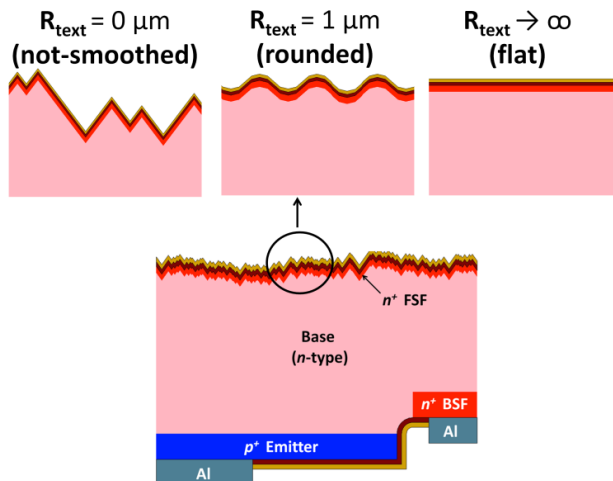 R_text = 0 µm
(not-smoothed)
R_text = 1 µm
(rounded)
R_text → ∞
(flat)
n⁺ FSF
Base
(n-type)
n⁺ BSF
Al
p⁺ Emitter
Al